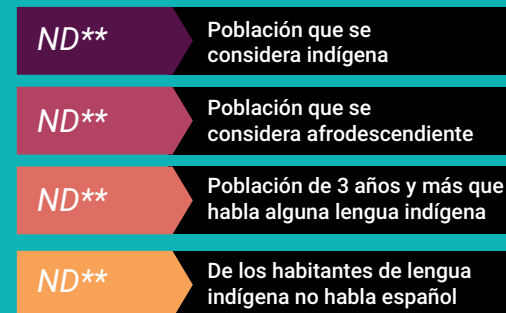 ND**
Población que se
considera indígena
ND**
Población que se
considera afrodescendiente
ND**
Población de 3 años y más que
habla alguna lengua indígena
ND**
De los habitantes de lengua
indígena no habla español